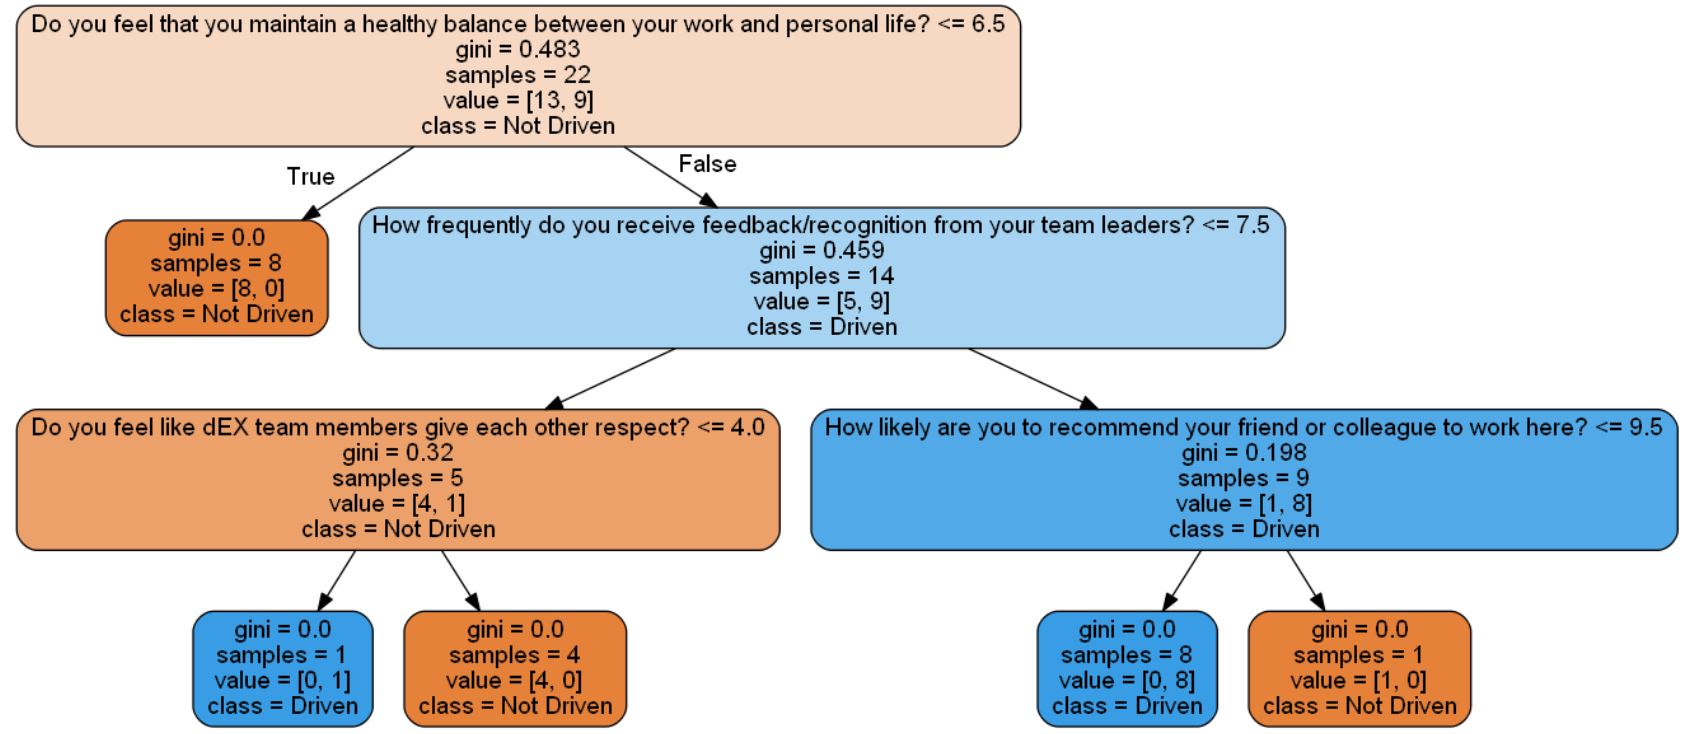 Do you feel that you maintain a healthy balance between your work and personal life? <= 6.5
gini = 0.483
samples = 22
value = [13, 9]
class = Not Driven
True
False
gini = 0.0
samples = 8
value = [8, 0]
class = Not Driven
How frequently do you receive feedback/recognition from your team leaders? <= 7.5
gini = 0.459
samples = 14
value = [5, 9]
class = Driven
Do you feel like dEX team members give each other respect? <= 4.0
gini = 0.32
samples = 5
value = [4, 1]
class = Not Driven
How likely are you to recommend your friend or colleague to work here? <= 9.5
gini = 0.198
samples = 9
value = [1, 8]
class = Driven
gini = 0.0
samples = 1
value = [0, 1]
class = Driven
gini = 0.0
samples = 4
value = [4, 0]
class = Not Driven
gini = 0.0
samples = 8
value = [0, 8]
class = Driven
gini = 0.0
samples = 1
value = [1, 0]
class = Not Driven